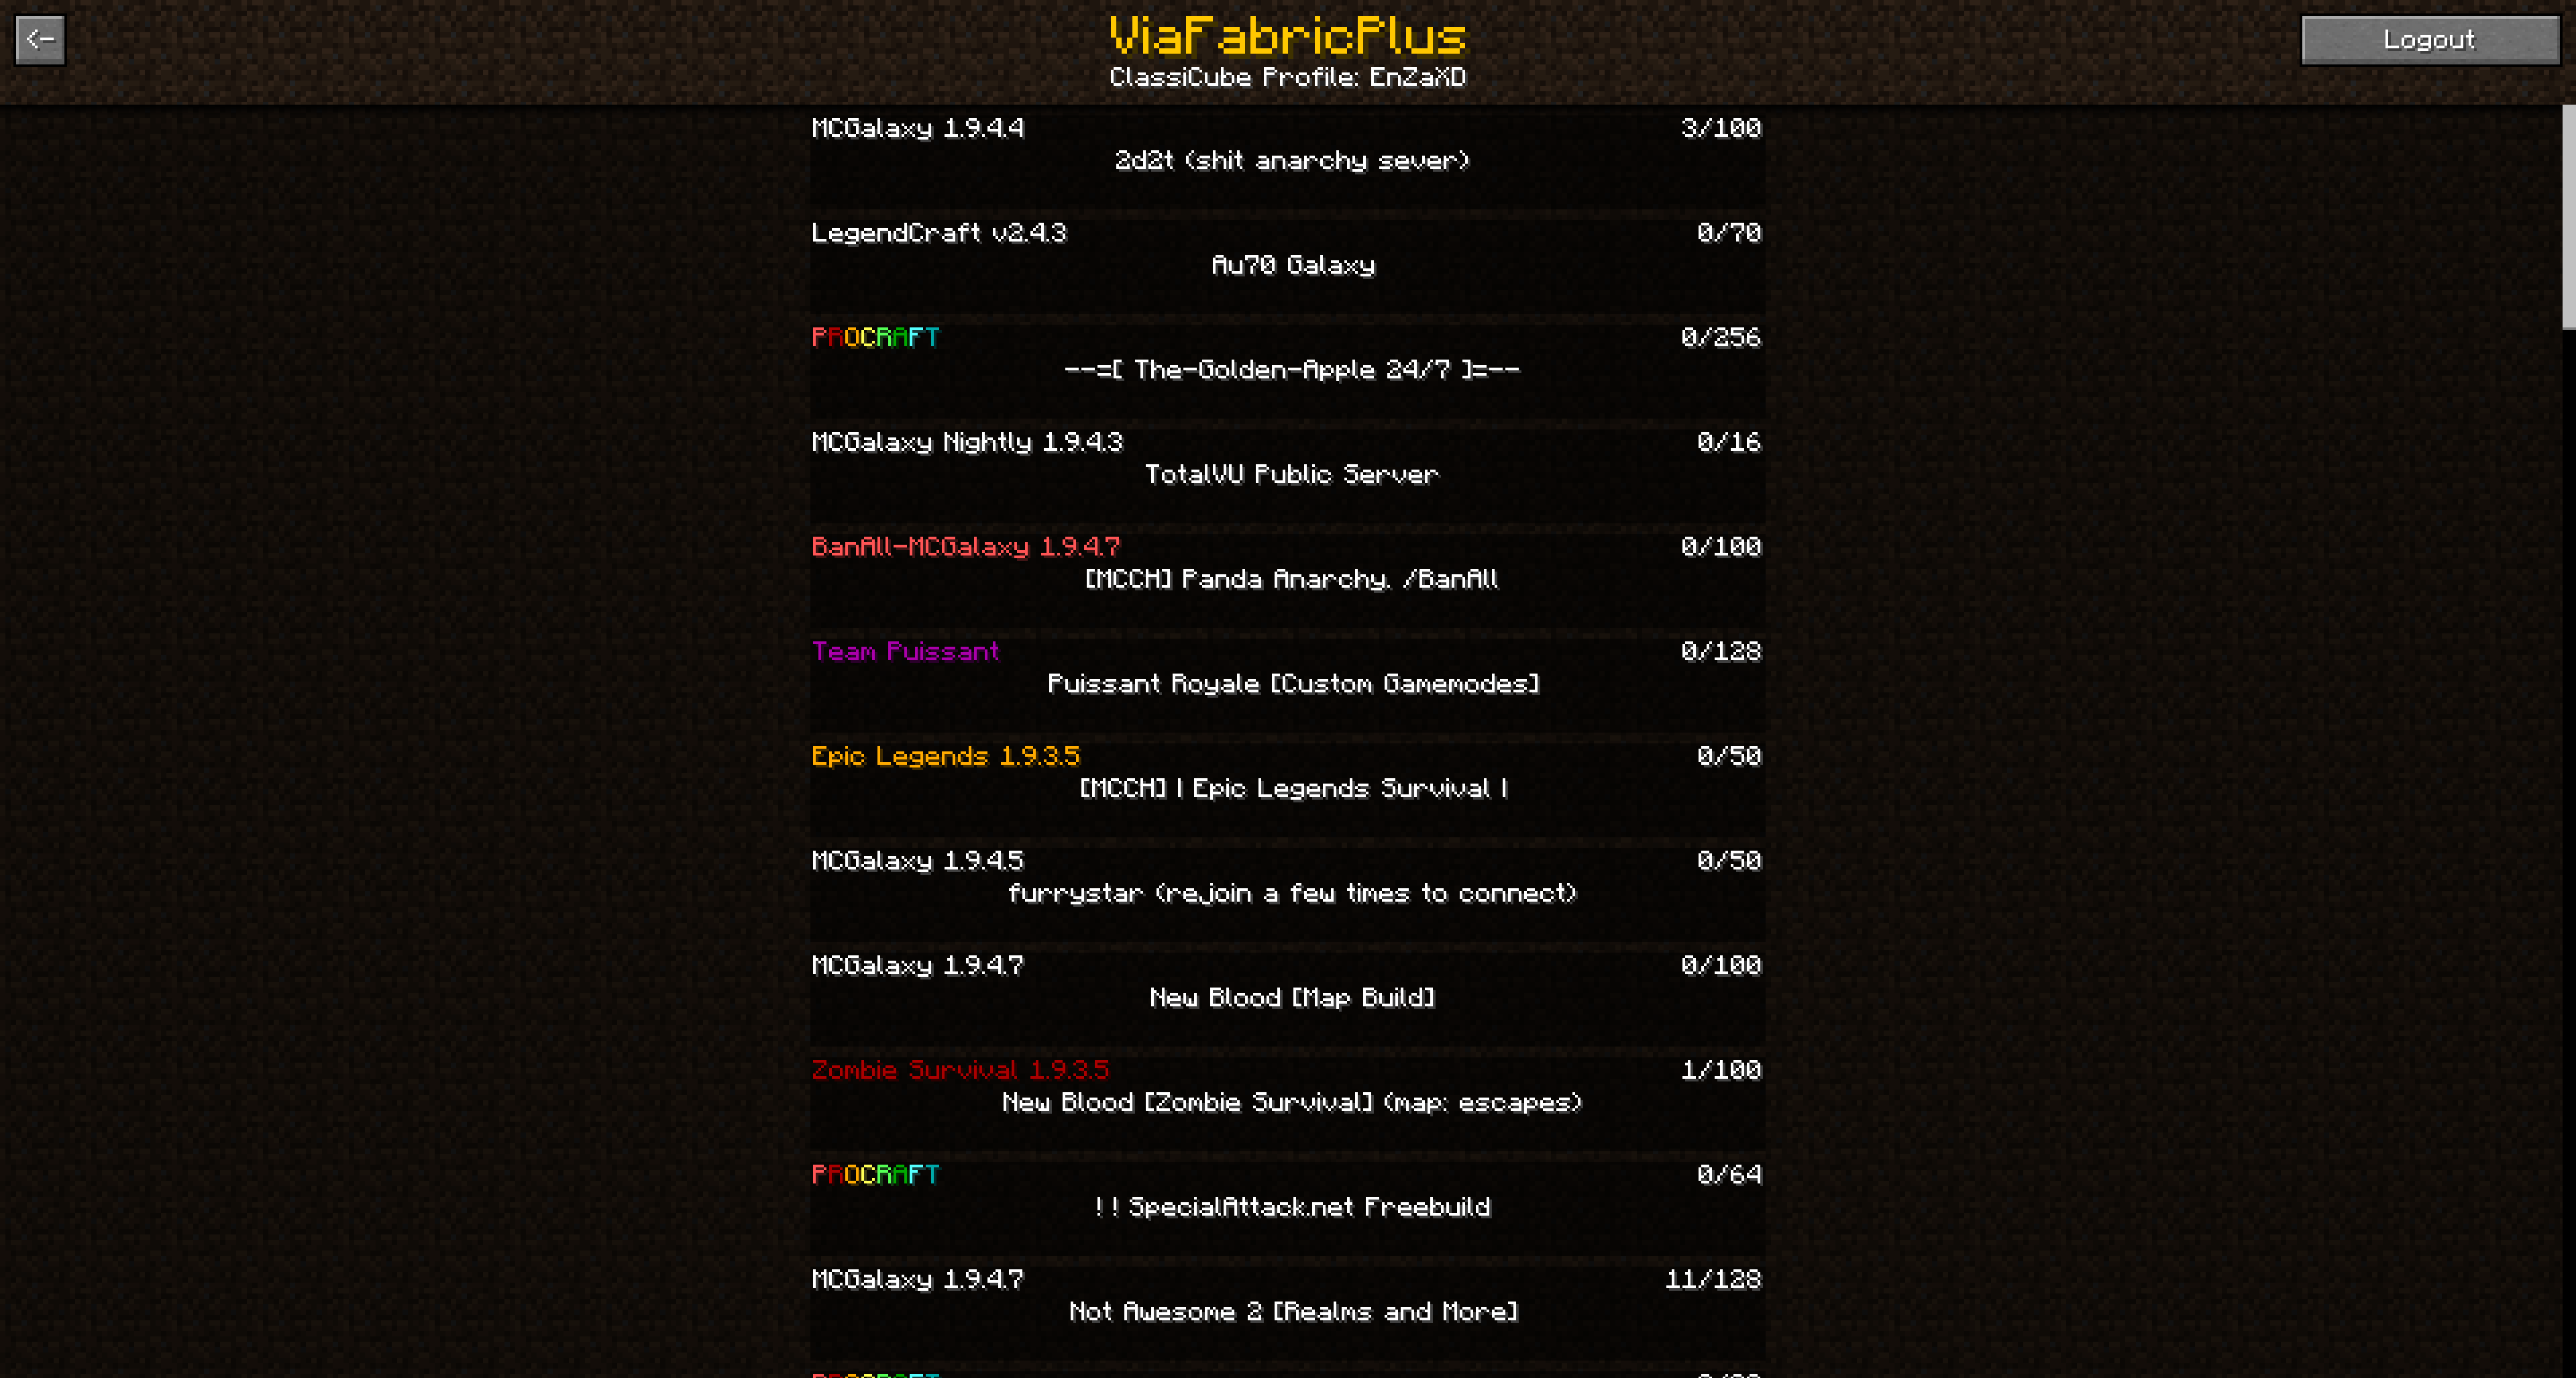 <-
ViaFabricPlus
Logout
ClassiCube Profile: EnZaXD
MCGalaxy 1.9.4.4 3/100
2d2t (shit anarchy sever)
LegendCraft v2.4.3 0/70
Au70 Galaxy
PROCRAFT 0/256
--=[ The-Golden-Apple 24/7 ]=--
MCGalaxy Nightly 1.9.4.3 0/16
TotalVU Public Server
BanAll-MCGalaxy 1.9.4.7 0/100
[MCCH] Panda Anarchy. /BanAll
Team Puissant 0/128
Puissant Royale [Custom Gamemodes]
Epic Legends 1.9.3.5 0/50
[MCCH] | Epic Legends Survival |
MCGalaxy 1.9.4.5 0/50
furrystar (rejoin a few times to connect)
MCGalaxy 1.9.4.7 0/100
New Blood [Map Build]
Zombie Survival 1.9.3.5 1/100
New Blood [Zombie Survival] (map: escapes)
PROCRAFT 0/64
!! SpecialAttack.net Freebuild
MCGalaxy 1.9.4.7 11/128
Not Awesome 2 [Realms and More]
PROCRAFT